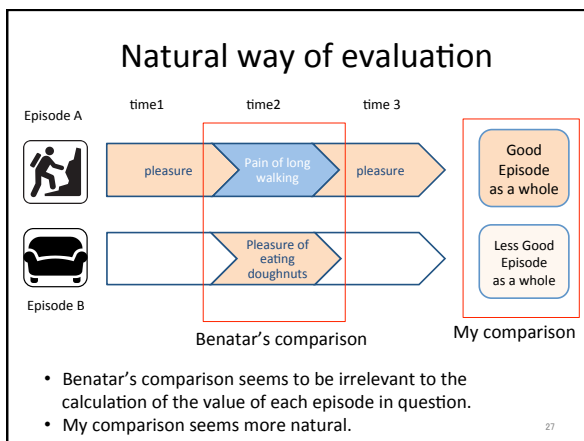 Natural way of evaluation
time1 time2 time 3
Episode A
pleasure
Pain of long
walking
pleasure
Good
Episode
as a whole
Pleasure of
eating
doughnuts
Less Good
Episode
as a whole
Episode B
Benatar’s comparison
My comparison
• Benatar’s comparison seems to be irrelevant to the
calculation of the value of each episode in question.
• My comparison seems more natural.
27